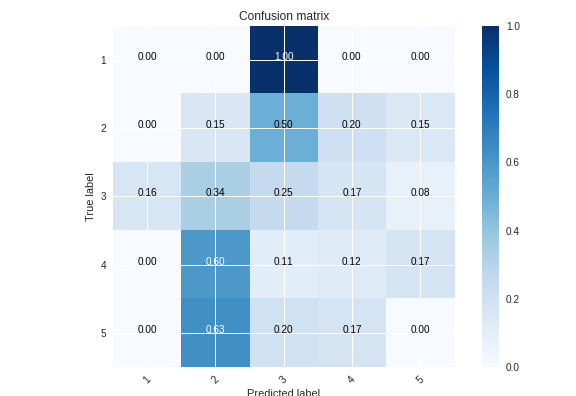 Confusion matrix
1 0.00 0.00 1.00 0.00 0.00
2 0.00 0.15 0.50 0.20 0.15
3 0.16 0.34 0.25 0.17 0.08
4 0.00 0.60 0.11 0.12 0.17
5 0.00 0.63 0.20 0.17 0.00
True label
1 2 3 4 5
Predicted label
1.0
0.8
0.6
0.4
0.2
0.0